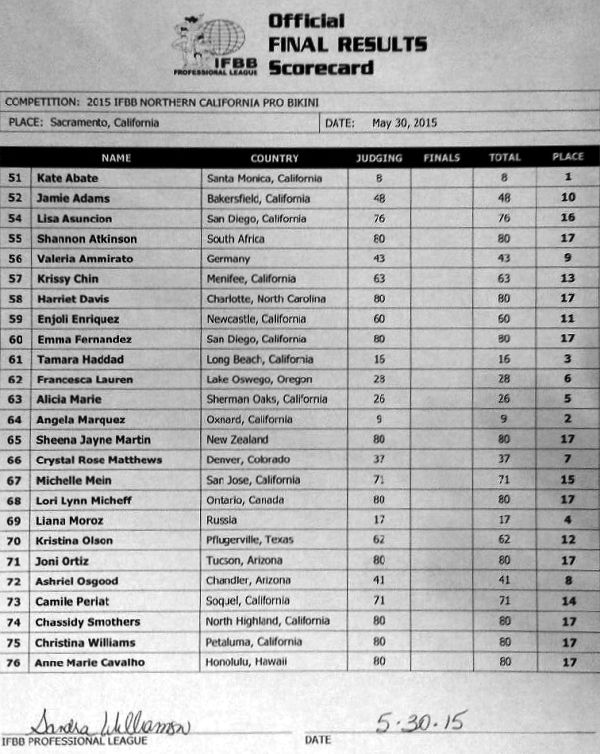 Official
FINAL RESULTS
Scorecard
IFBB
PROFESSIONAL LEAGUE
COMPETITION: 2015 IFBB NORTHERN CALIFORNIA PRO BIKINI
PLACE: Sacramento, California DATE: May 30, 2015
NAME COUNTRY JUDGING FINALS TOTAL PLACE
51 Kate Abate Santa Monica, California 8 8 1
52 Jamie Adams Bakersfield, California 48 48 10
54 Lisa Asuncion San Diego, California 76 76 16
55 Shannon Atkinson South Africa 80 80 17
56 Valeria Ammirato Germany 43 43 9
57 Krissy Chin Menifee, California 63 63 13
58 Harriet Davis Charlotte, North Carolina 80 80 17
59 Enjoli Enriquez Newcastle, California 60 60 11
60 Emma Fernandez San Diego, California 80 80 17
61 Tamara Haddad Long Beach, California 16 16 3
62 Francesca Lauren Lake Oswego, Oregon 28 28 6
63 Alicia Marie Sherman Oaks, California 26 26 5
64 Angela Marquez Oxnard, California 9 9 2
65 Sheena Jayne Martin New Zealand 80 80 17
66 Crystal Rose Matthews Denver, Colorado 37 37 7
67 Michelle Mein San Jose, California 71 71 15
68 Lori Lynn Micheff Ontario, Canada 80 80 17
69 Liana Moroz Russia 17 17 4
70 Kristina Olson Pflugerville, Texas 62 62 12
71 Joni Ortiz Tucson, Arizona 80 80 17
72 Ashriel Osgood Chandler, Arizona 41 41 8
73 Camile Periat Soquel, California 71 71 14
74 Chassidy Smothers North Highland, California 80 80 17
75 Christina Williams Petaluma, California 80 80 17
76 Anne Marie Cavalho Honolulu, Hawaii 80 80 17
Sandra Williamson 5-30-15
IFBB PROFESSIONAL LEAGUE DATE